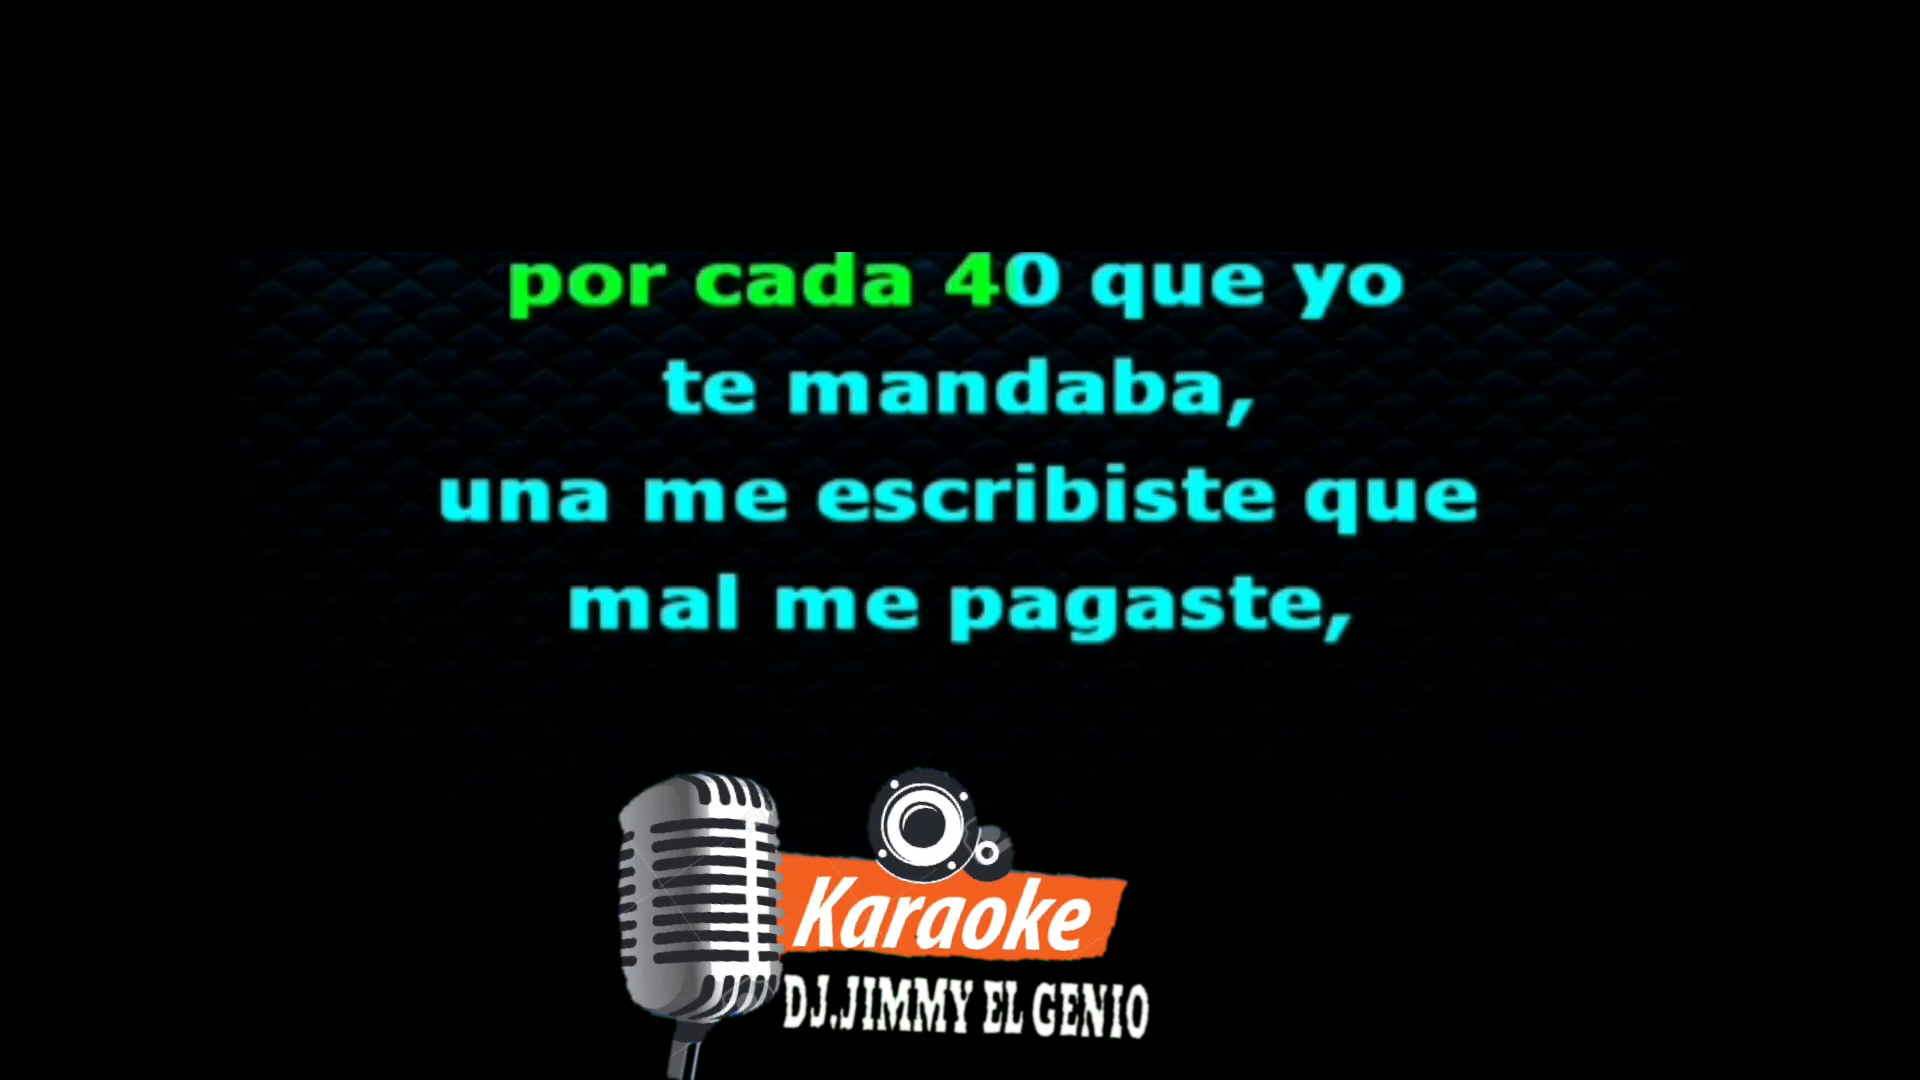 por cada 40 que yo
te mandaba,
una me escribiste que
mal me pagaste,
Karaoke
DJ.JIMMY EL GENIO